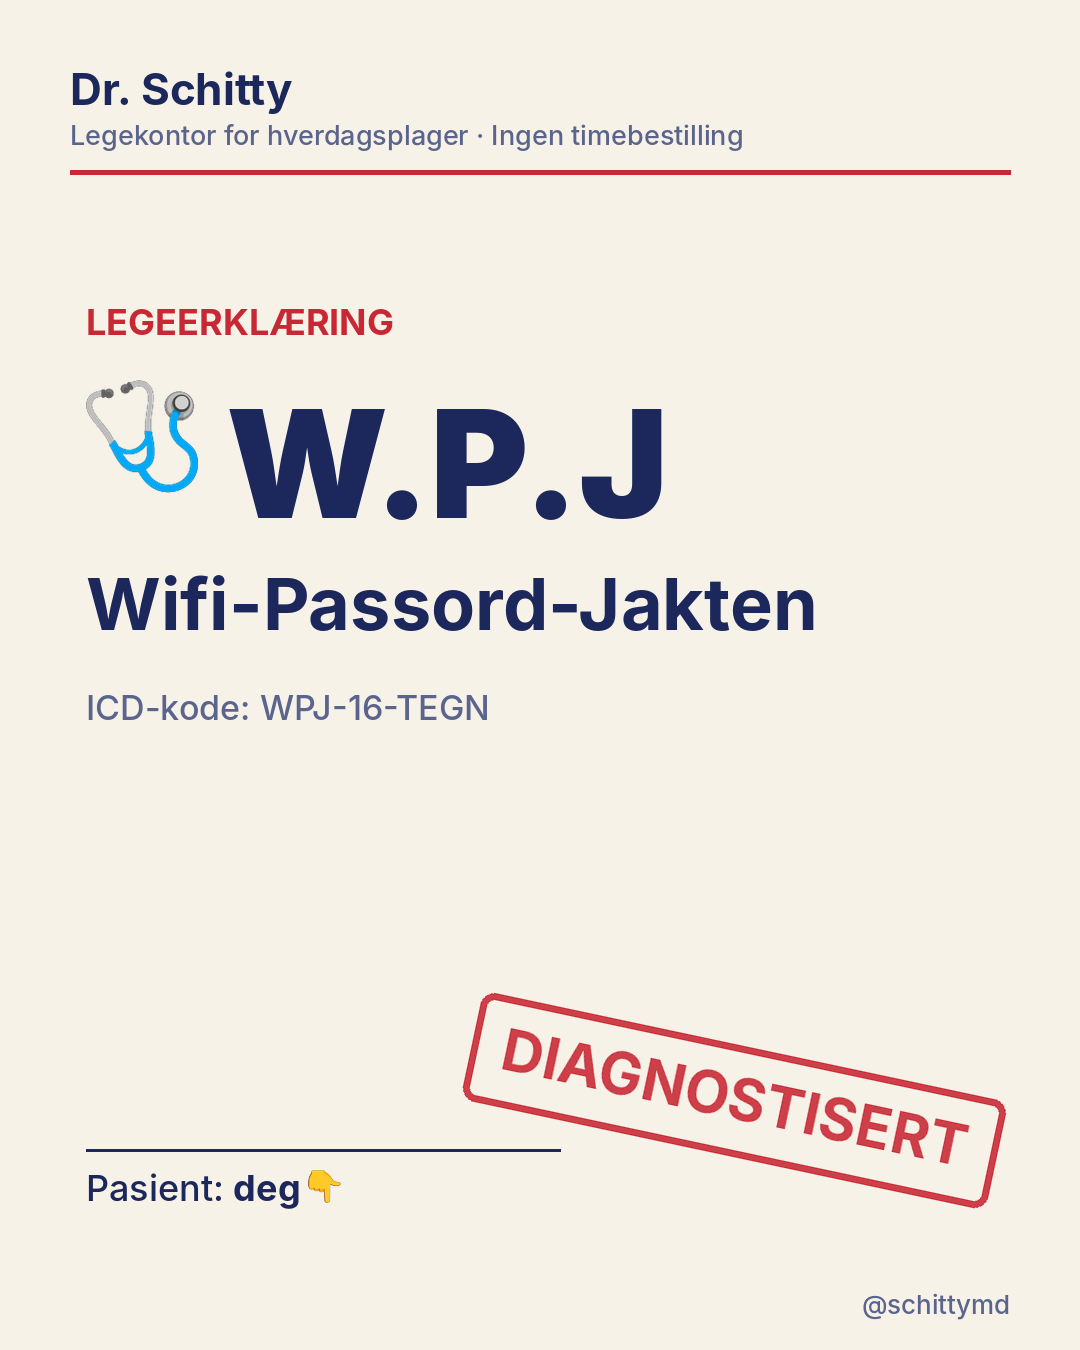 Dr. Schitty
Legekontor for hverdagsplager · Ingen timebestilling
LEGEERKLÆRING
🩺 W.P.J
Wifi-Passord-Jakten
ICD-kode: WPJ-16-TEGN
DIAGNOSTISERT
Pasient: deg👇
@schittymd